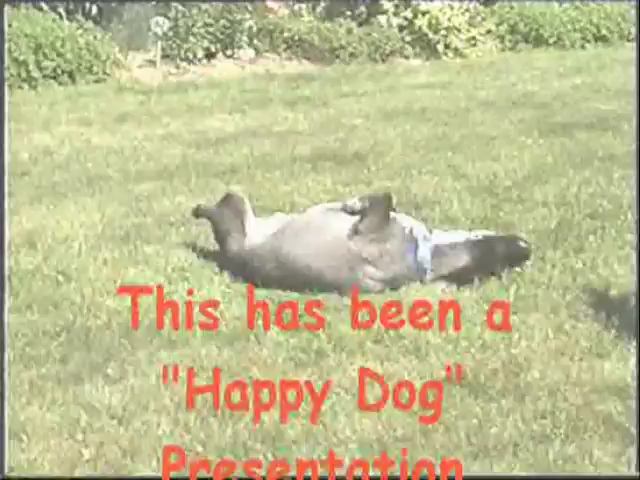 This has been a
"Happy Dog"
Presentation